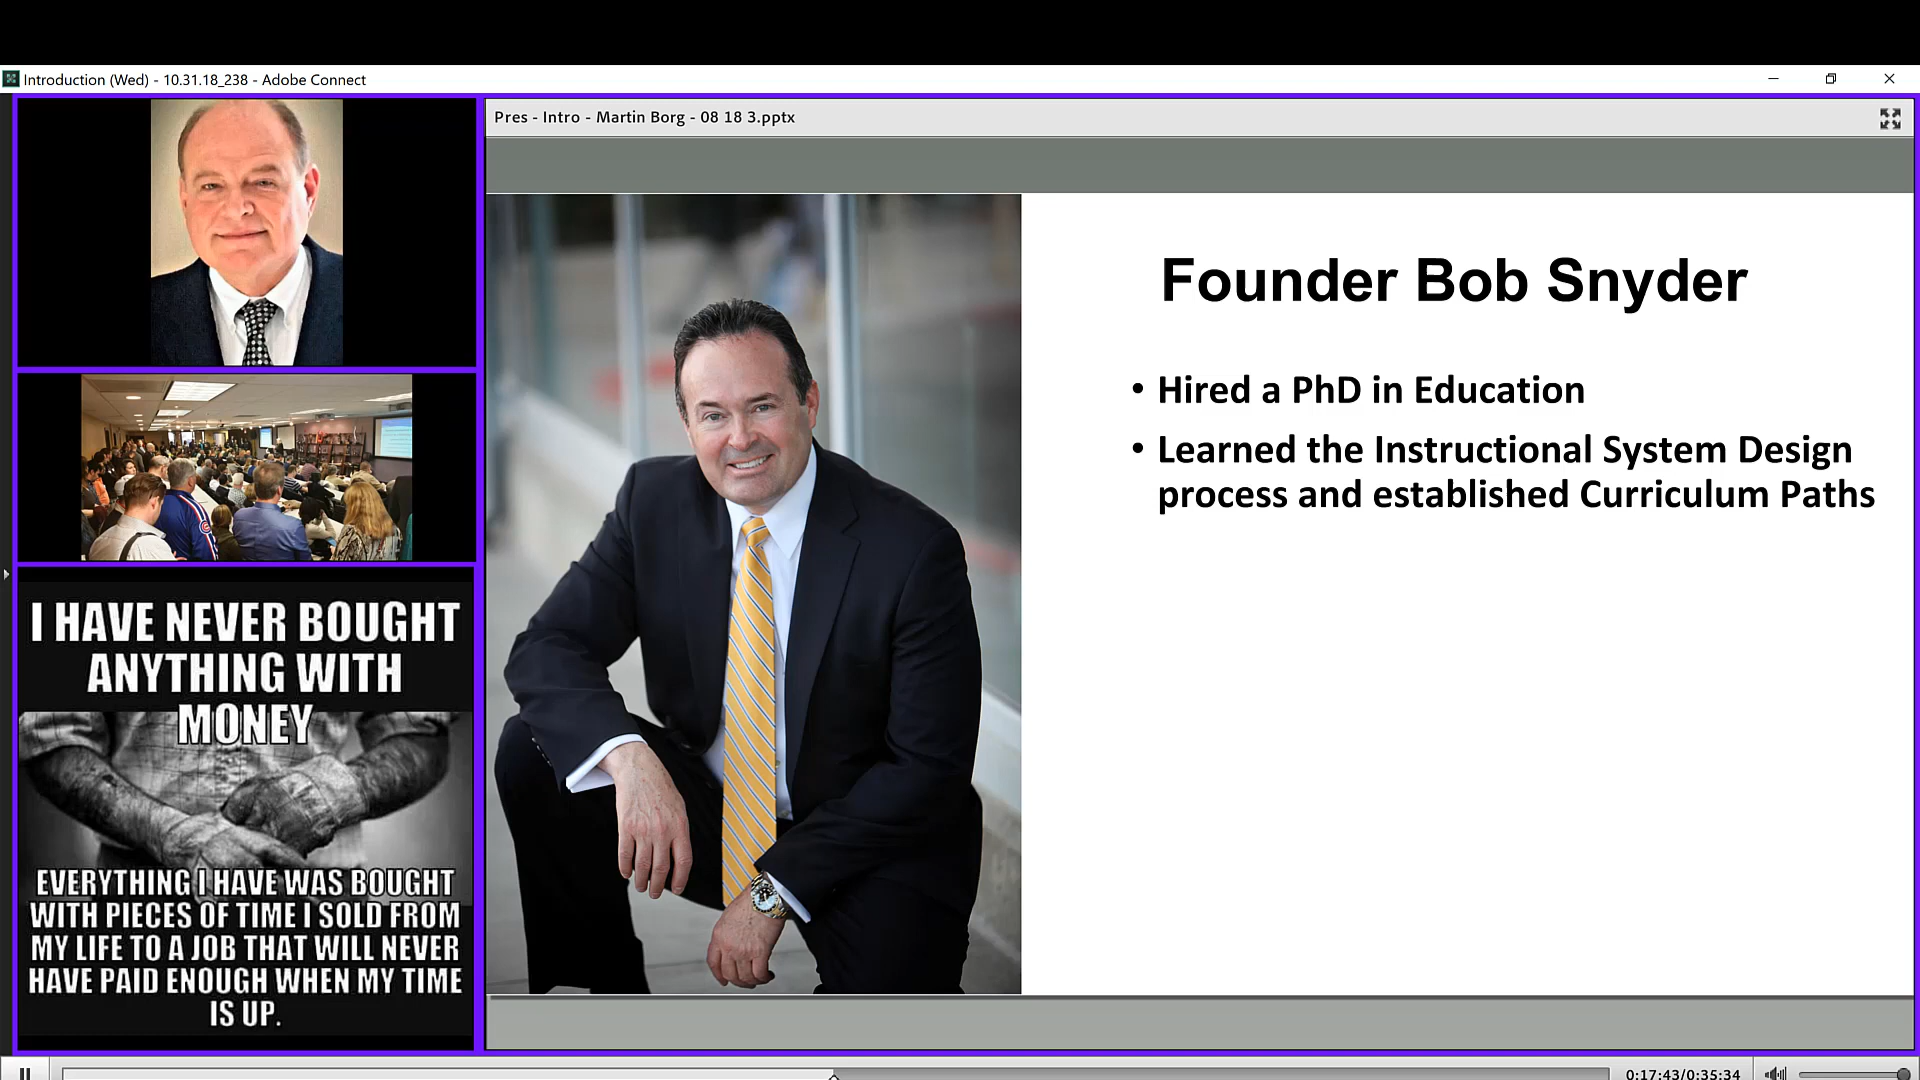 Introduction (Wed) - 10.31.18_238 - Adobe Connect
Pres - Intro - Martin Borg - 08 18 3.pptx
Founder Bob Snyder
• Hired a PhD in Education
• Learned the Instructional System Design
process and established Curriculum Paths
I HAVE NEVER BOUGHT
ANYTHING WITH
MONEY
EVERYTHING I HAVE WAS BOUGHT
WITH PIECES OF TIME I SOLD FROM
MY LIFE TO A JOB THAT WILL NEVER
HAVE PAID ENOUGH WHEN MY TIME
IS UP.
0:17:43/0:35:34